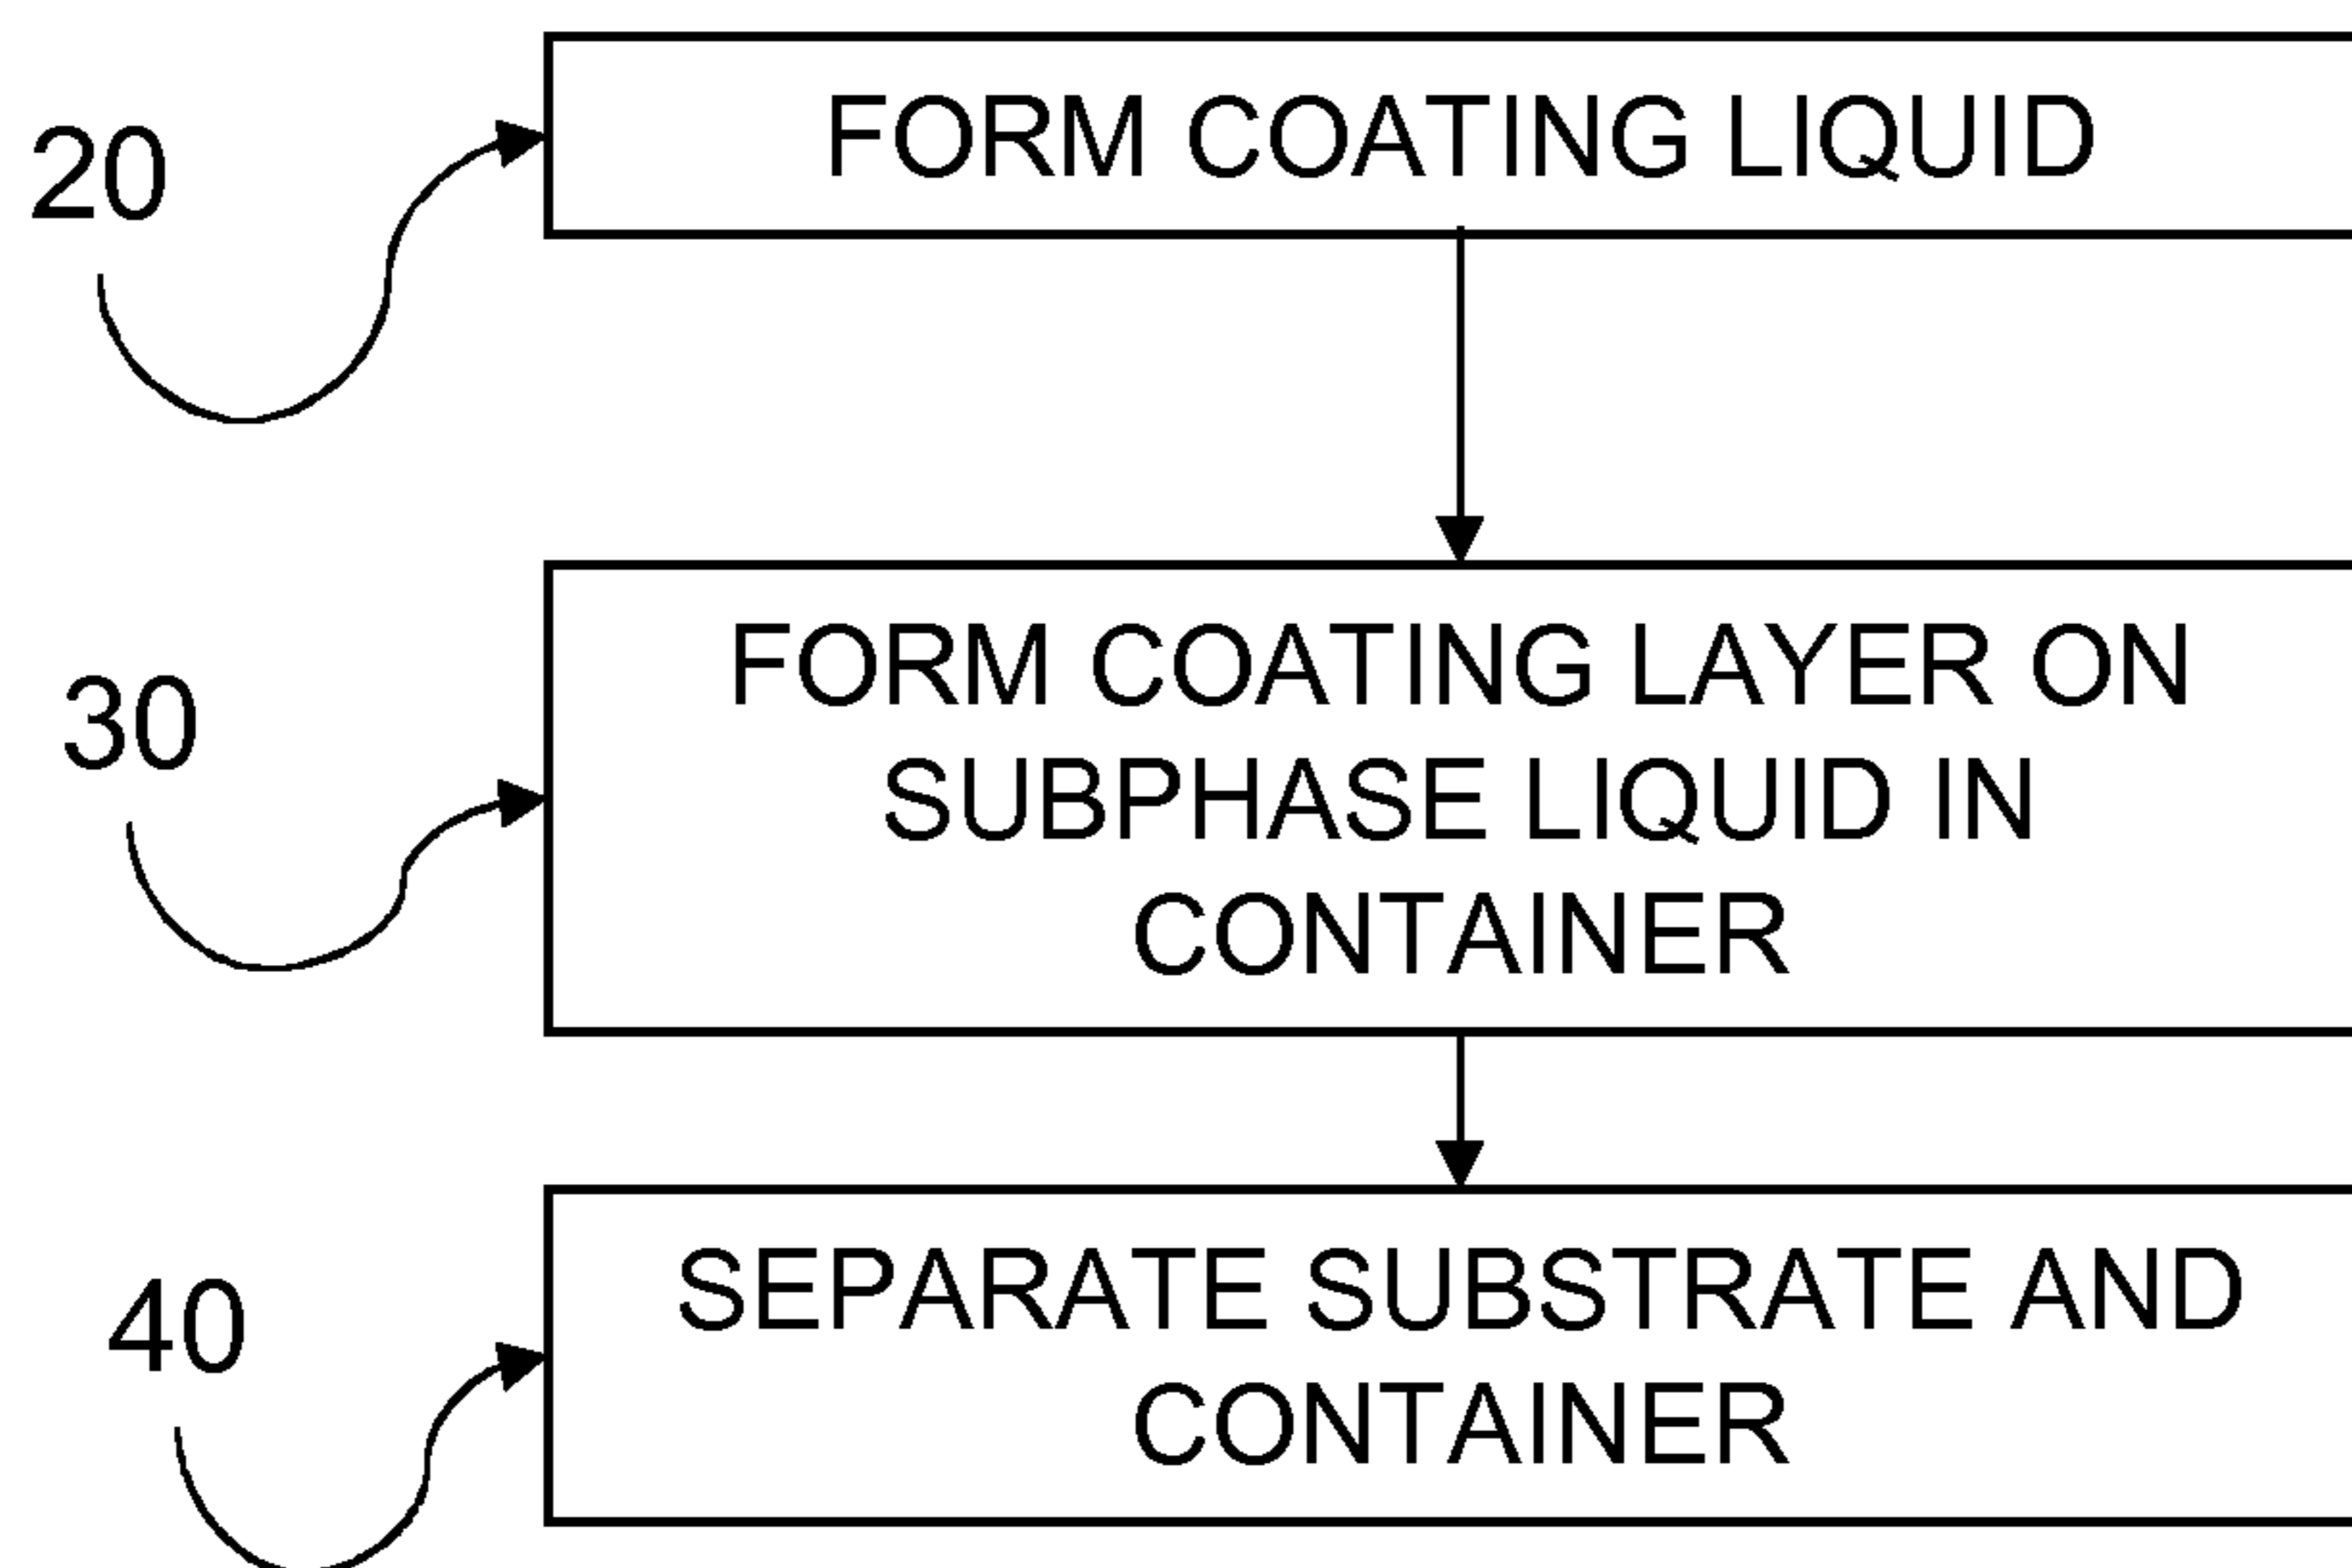 20
FORM COATING LIQUID
30
FORM COATING LAYER ON
SUBPHASE LIQUID IN
CONTAINER
40
SEPARATE SUBSTRATE AND
CONTAINER